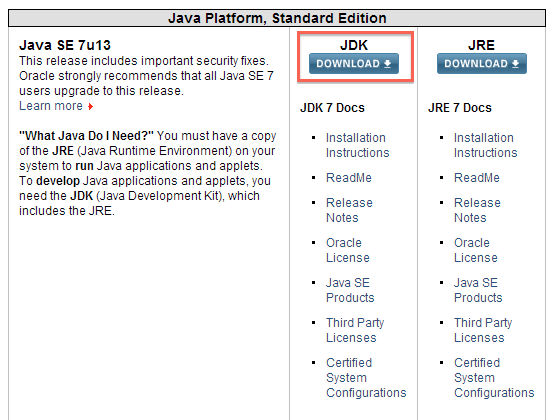 Java Platform, Standard Edition
Java SE 7u13
This release includes important security fixes.
Oracle strongly recommends that all Java SE 7
users upgrade to this release.
Learn more
"What Java Do I Need?" You must have a copy
of the JRE (Java Runtime Environment) on your
system to run Java applications and applets.
To develop Java applications and applets, you
need the JDK (Java Development Kit), which
includes the JRE.
JDK
DOWNLOAD
JDK 7 Docs
Installation
Instructions
ReadMe
Release
Notes
Oracle
License
Java SE
Products
Third Party
Licenses
Certified
System
Configurations
JRE
DOWNLOAD
JRE 7 Docs
Installation
Instructions
ReadMe
Release
Notes
Oracle
License
Java SE
Products
Third Party
Licenses
Certified
System
Configurations